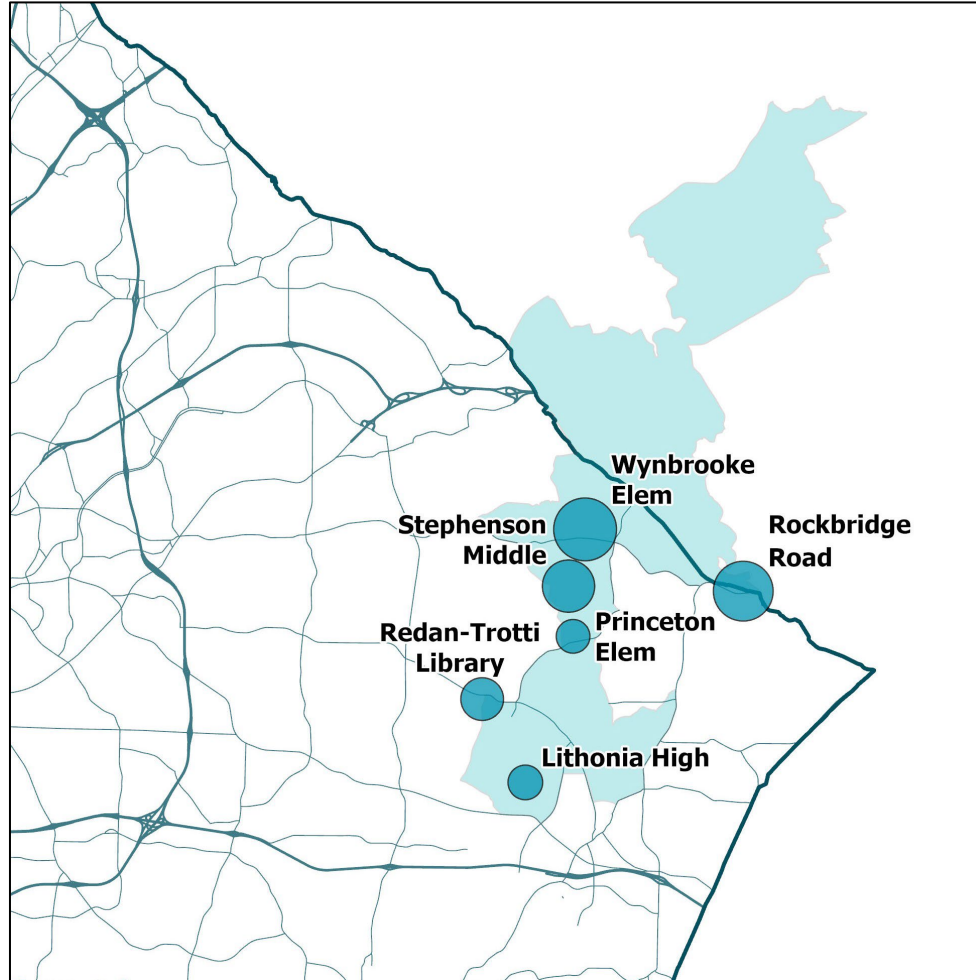 Wynbrooke
Elem
Stephenson
Middle
Rockbridge
Road
Redan-Trotti
Library
Princeton
Elem
Lithonia High